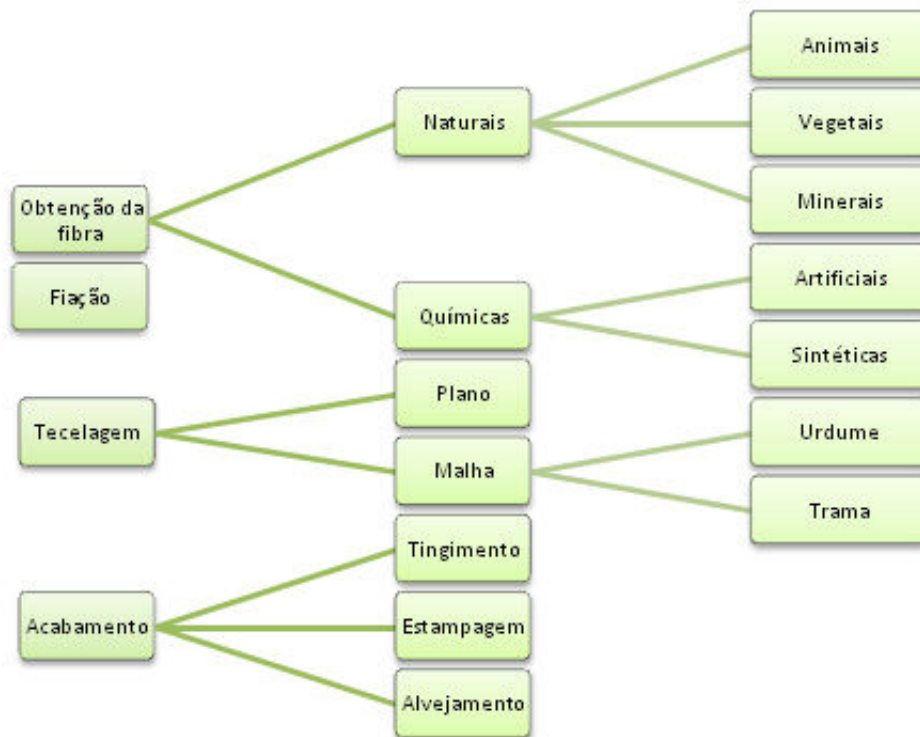 Obtenção da
fibra
Fiação
Tecelagem
Acabamento
Naturais
Químicas
Plano
Malha
Tingimento
Estampagem
Alvejamento
Animais
Vegetais
Minerais
Artificiais
Sintéticas
Urdume
Trama